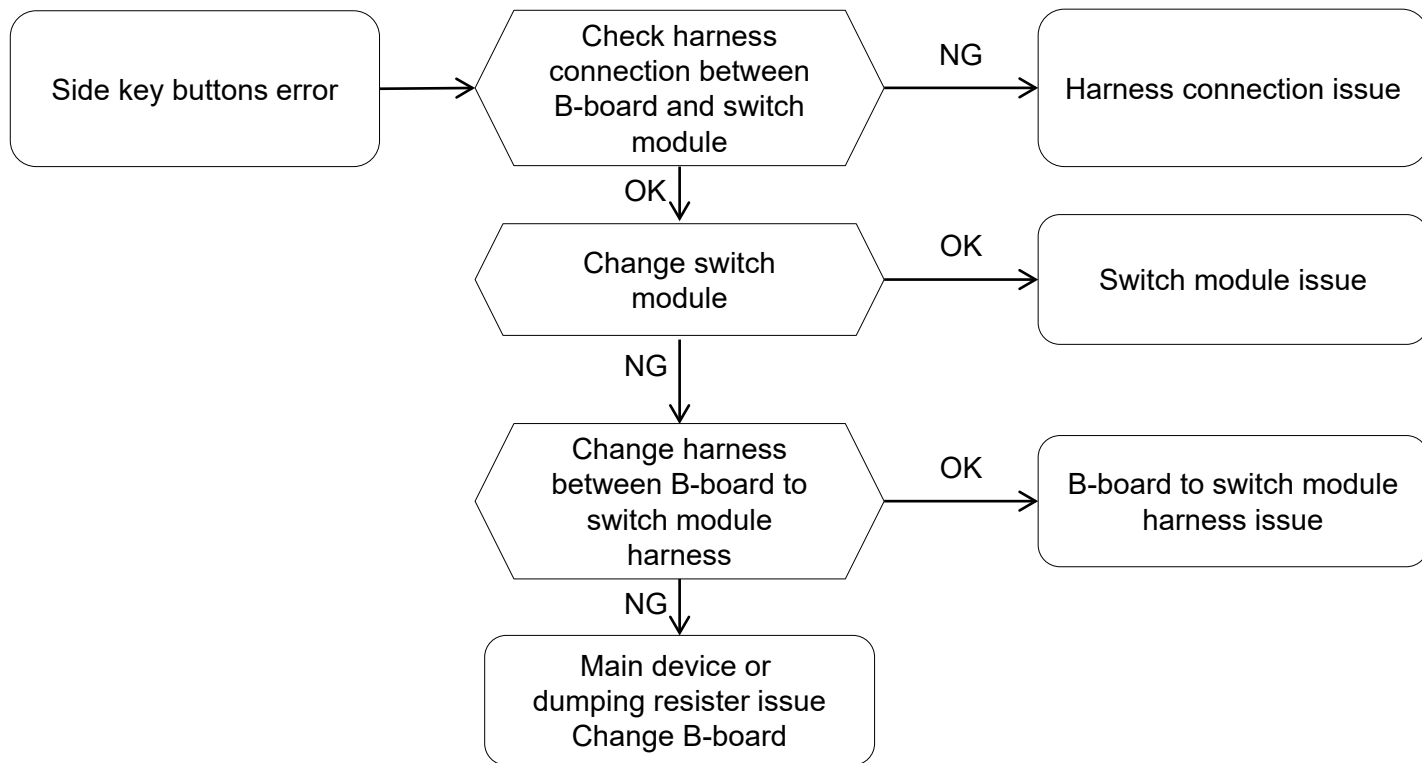 Side key buttons error
Check harness
connection between
B-board and switch
module
NG
Harness connection issue
OK
Change switch
module
OK
Switch module issue
NG
Change harness
between B-board to
switch module
harness
OK
B-board to switch module
harness issue
NG
Main device or
dumping resister issue
Change B-board